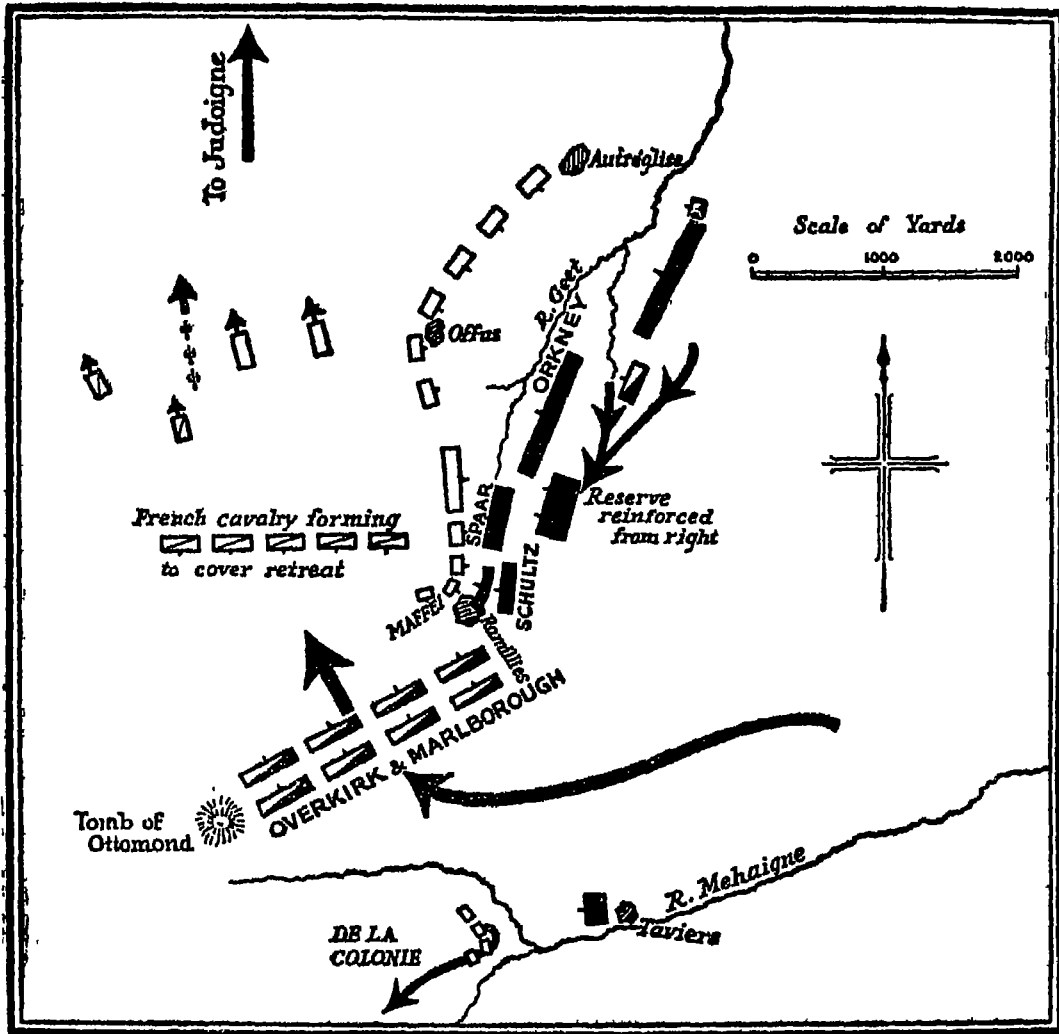 To Judoigne
Autréglise
Scale of Yards
0 1000 2000
R. Geet
Offus
ORKNEY
SPAAR
Reserve
reinforced
from right
French cavalry forming
to cover retreat
SCHULTZ
MAFFEI
Ramillies
OVERKIRK & MARLBOROUGH
Tomb of
Ottomond
R. Mehaigne
Taviers
DE LA
COLONIE